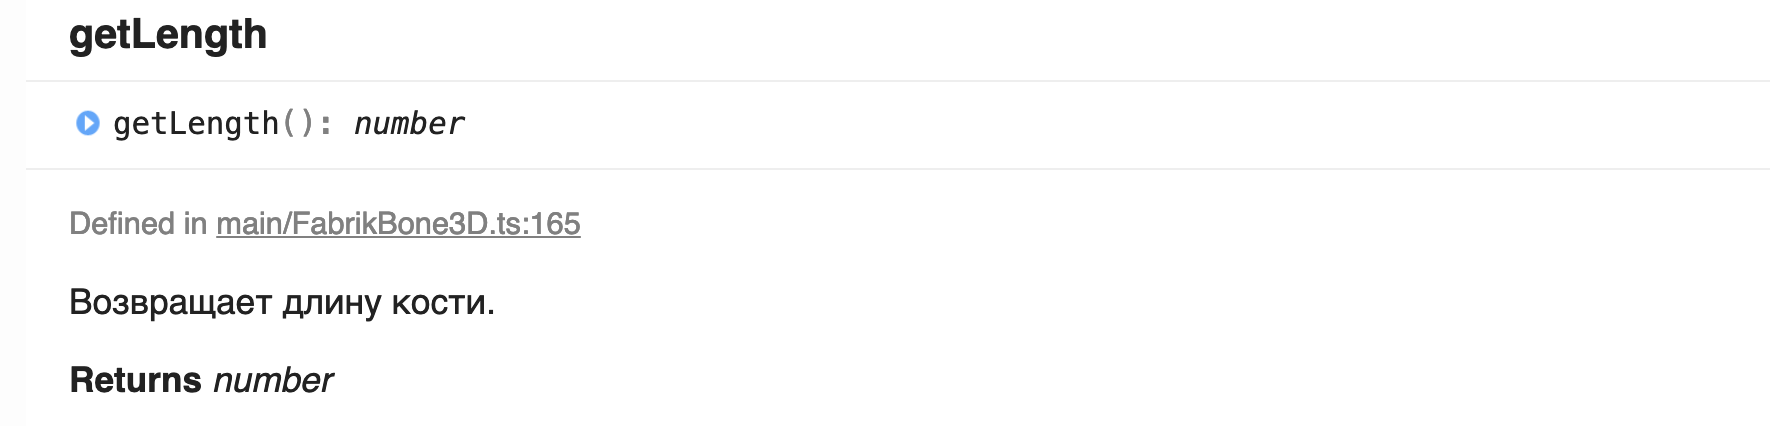 getLength
getLength(): number
Defined in main/FabrikBone3D.ts:165
Возвращает длину кости.
Returns number